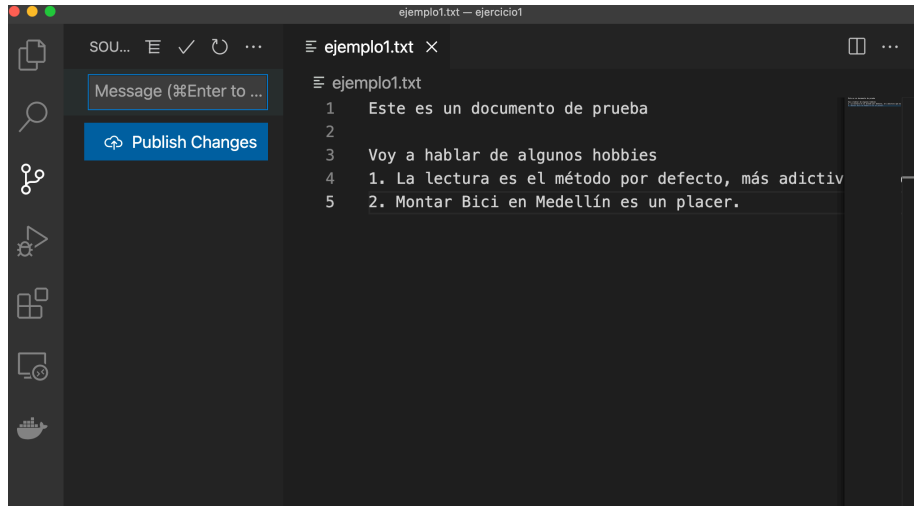 ejemplo1.txt — ejercicio1
SOU...
ejemplo1.txt
Message (⌘Enter to ...
Publish Changes
ejemplo1.txt
1 Este es un documento de prueba
2
3 Voy a hablar de algunos hobbies
4 1. La lectura es el método por defecto, más adictiv
5 2. Montar Bici en Medellín es un placer.